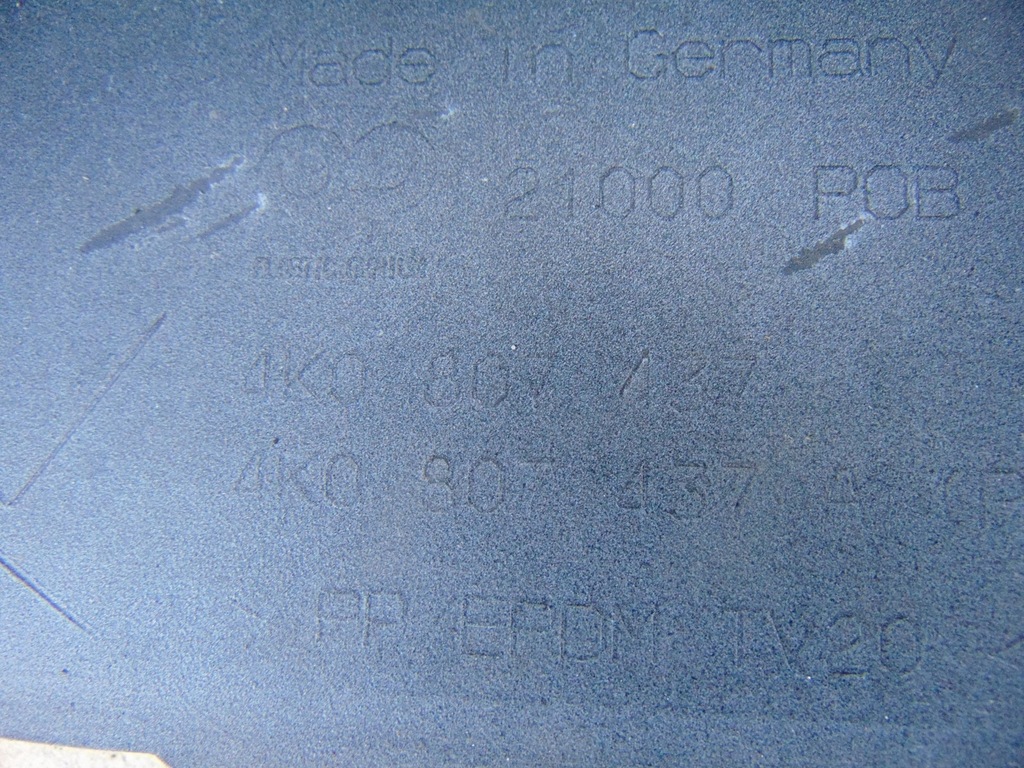 Made in Germany
21000 POB
4K0 807 437
4K0 807 437 A
PP/EPDM-TV20